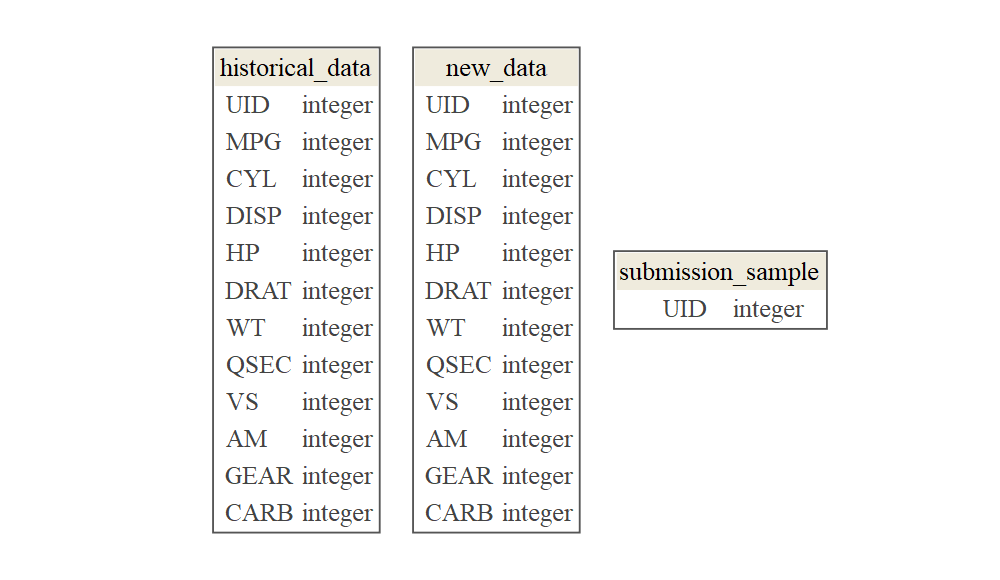 historical_data
UID integer
MPG integer
CYL integer
DISP integer
HP integer
DRAT integer
WT integer
QSEC integer
VS integer
AM integer
GEAR integer
CARB integer
new_data
UID integer
MPG integer
CYL integer
DISP integer
HP integer
DRAT integer
WT integer
QSEC integer
VS integer
AM integer
GEAR integer
CARB integer
submission_sample
UID integer